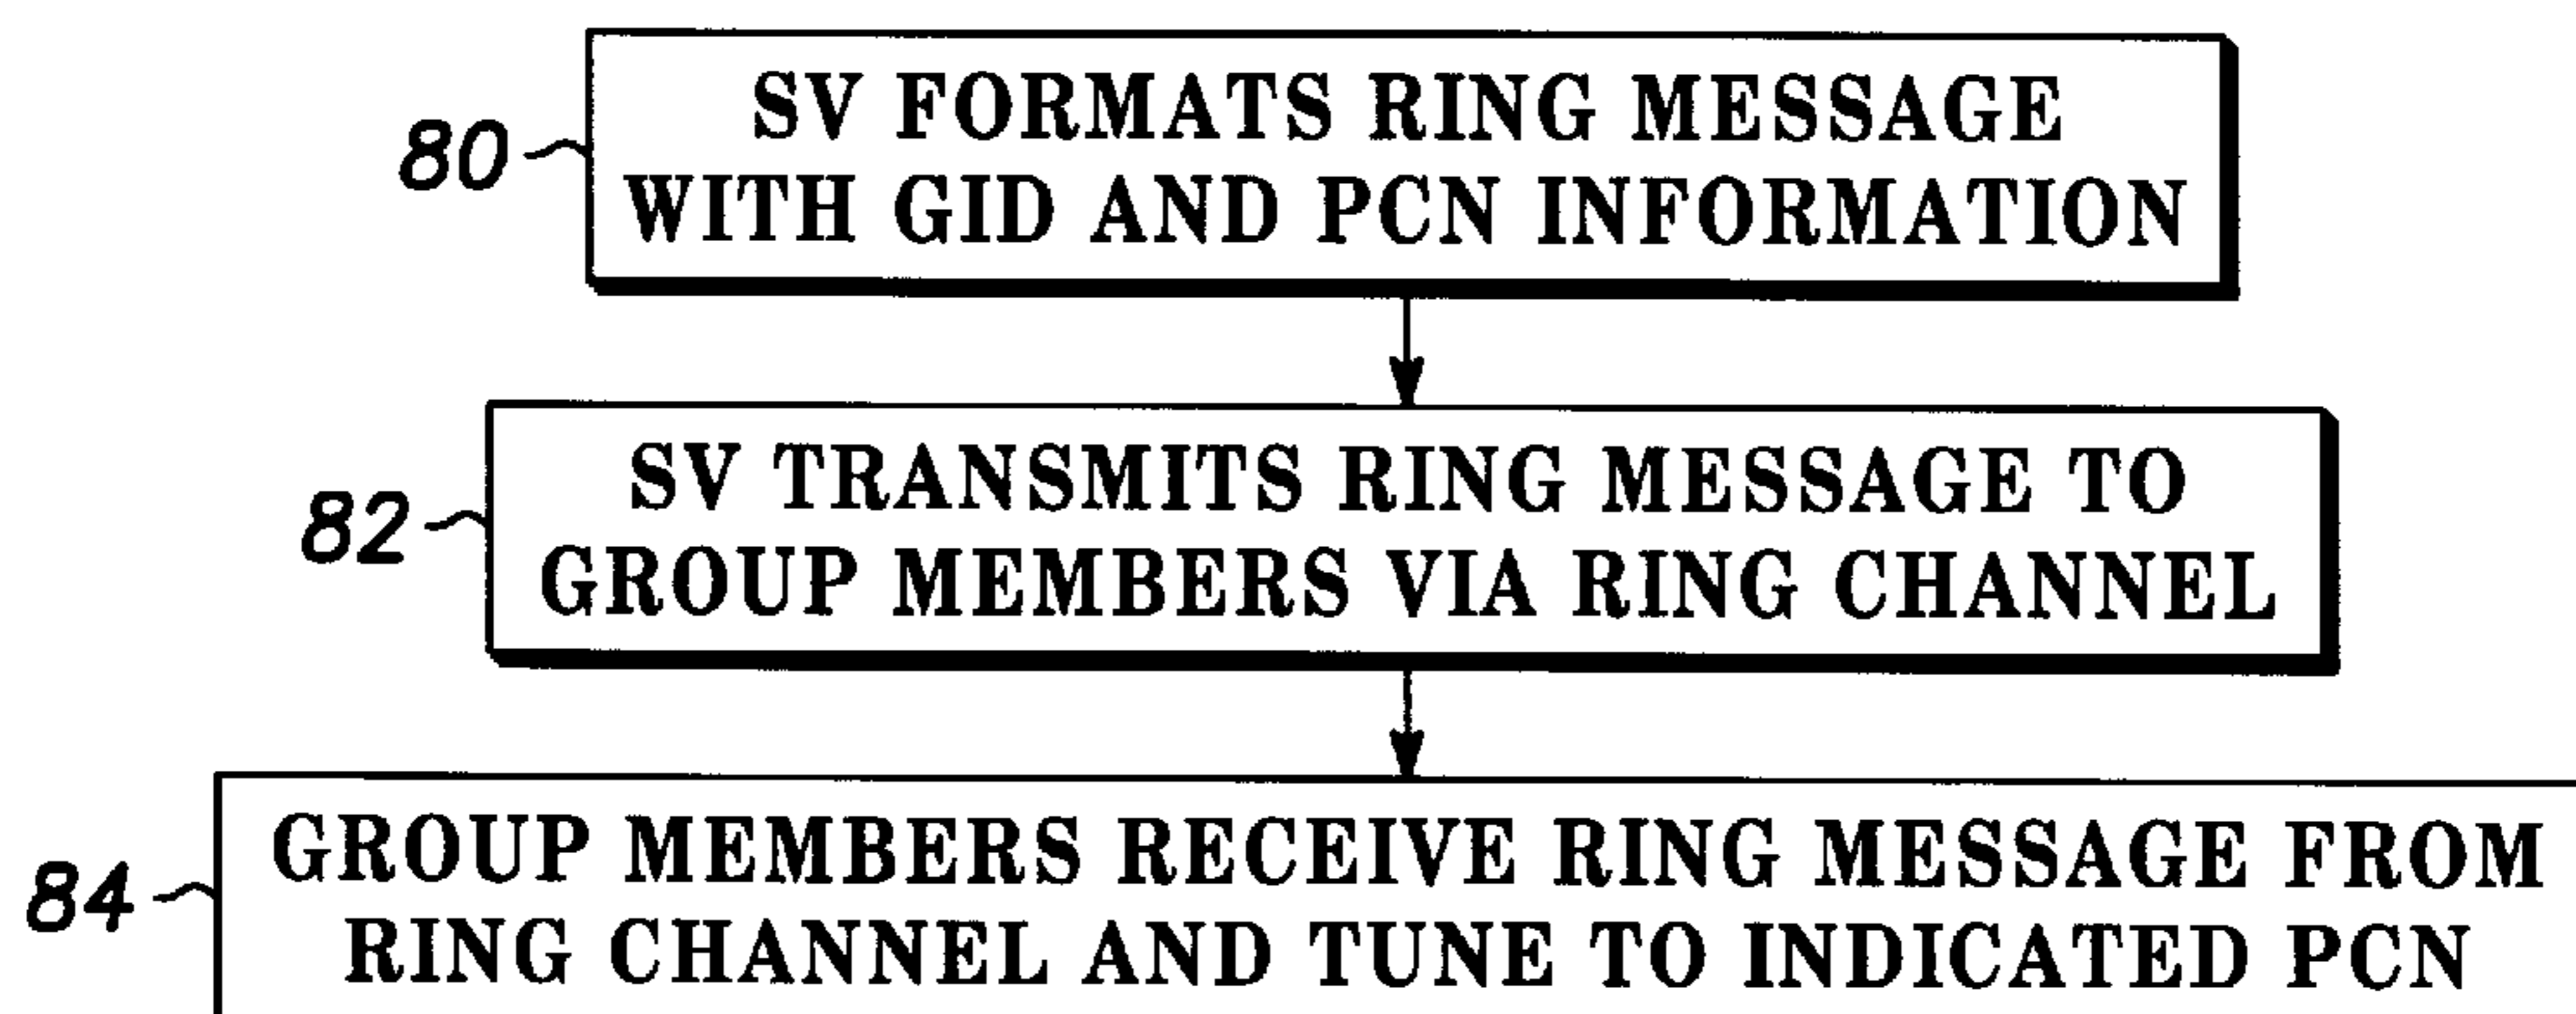 80
SV FORMATS RING MESSAGE
WITH GID AND PCN INFORMATION
82
SV TRANSMITS RING MESSAGE TO
GROUP MEMBERS VIA RING CHANNEL
84
GROUP MEMBERS RECEIVE RING MESSAGE FROM
RING CHANNEL AND TUNE TO INDICATED PCN